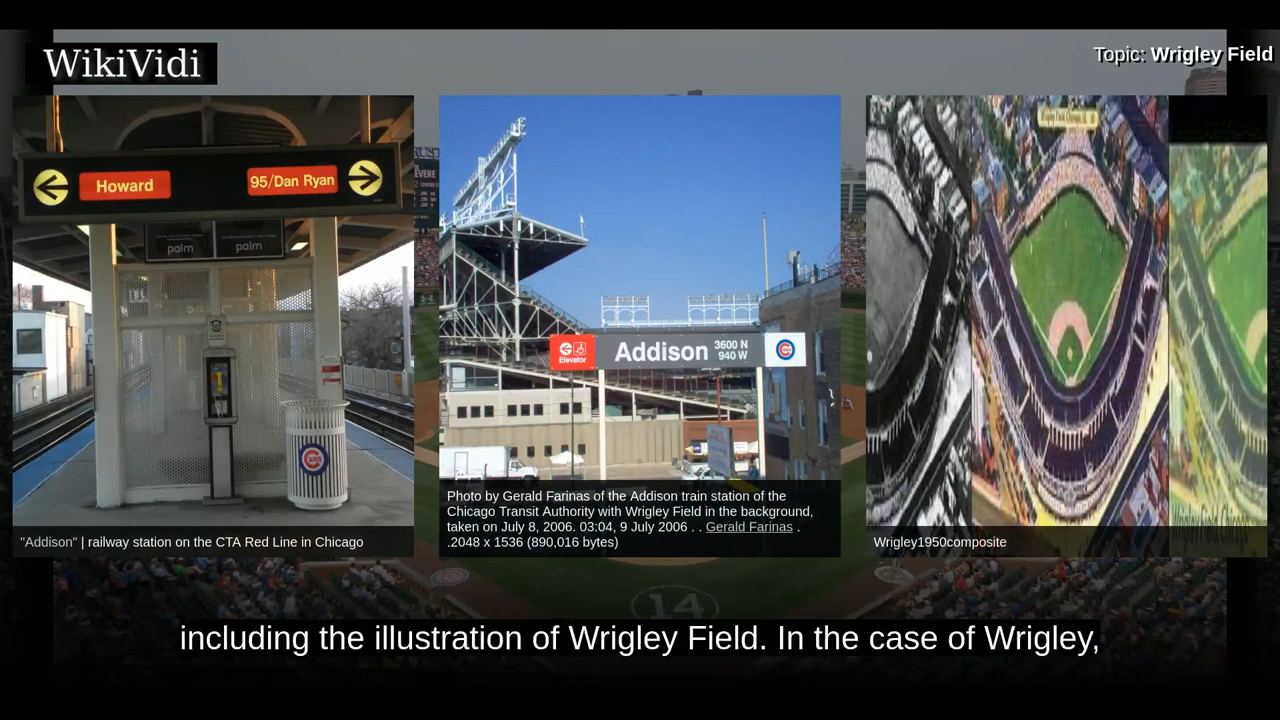 WikiVidi
Topic: Wrigley Field
Howard
95/Dan Ryan
palm
palm
"Addison" | railway station on the CTA Red Line in Chicago
Elevator
Addison
3600 N
940 W
Photo by Gerald Farinas of the Addison train station of the
Chicago Transit Authority with Wrigley Field in the background,
taken on July 8, 2006. 03:04, 9 July 2006 . . Gerald Farinas .
.2048 x 1536 (890,016 bytes)
Wrigley1950composite
14
including the illustration of Wrigley Field. In the case of Wrigley,